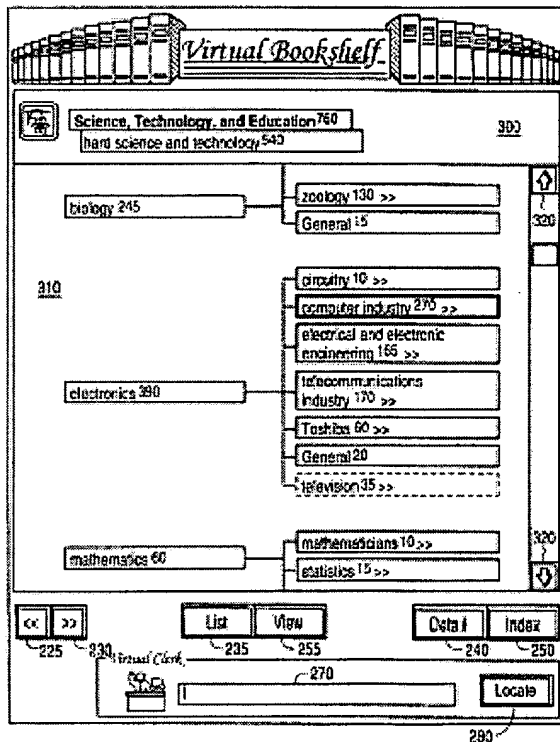 Virtual Bookshelf
Science, Technology, and Education 760
hard science and technology 540
300
biology 245
zoology 130 >>
General 15
320
310
circuitry 10 >>
computer industry 270 >>
electrical and electronic
engineering 165 >>
electronics 390
telecommunications
industry 170 >>
Toshiba 60 >>
General 20
television 35 >>
320
mathematics 60
mathematicians 10 >>
statistics 15 >>
<< >> List View Detail Index
225 230 235 255 240 250
Virtual Clerk
270
Locate
280